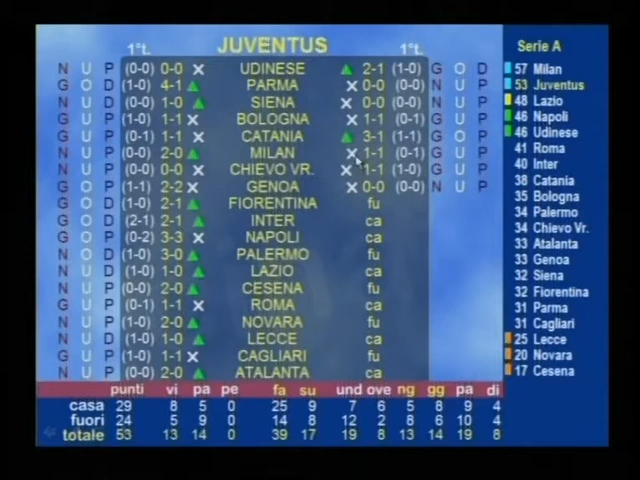 1°t. JUVENTUS 1°t. Serie A
N U P (0-0) 0-0 X UDINESE ▲ 2-1 (1-0) G O D 57 Milan
G O D (1-0) 4-1 ▲ PARMA X 0-0 (0-0) N U P 53 Juventus
N U D (0-0) 1-0 ▲ SIENA X 0-0 (0-0) N U P 48 Lazio
G U P (1-0) 1-1 X BOLOGNA X 1-1 (0-0) G U P 46 Napoli
G U P (0-1) 1-1 X CATANIA ▲ 3-1 (1-1) G O P 46 Udinese
N U P (0-0) 2-0 ▲ MILAN X 1-1 (0-1) G U P 41 Roma
N U P (0-0) 0-0 X CHIEVO VR. X 1-1 (1-0) G U P 40 Inter
G O P (1-1) 2-2 X GENOA X 0-0 (0-0) N U P 38 Catania
G O D (1-0) 2-1 ▲ FIORENTINA fu 35 Bologna
G O D (2-1) 2-1 ▲ INTER ca 34 Palermo
G O P (0-2) 3-3 X NAPOLI ca 34 Chievo Vr.
N O D (1-0) 3-0 ▲ PALERMO fu 33 Atalanta
N U D (1-0) 1-0 ▲ LAZIO ca 33 Genoa
N U P (0-0) 2-0 ▲ CESENA fu 32 Siena
G U P (0-1) 1-1 X ROMA ca 32 Fiorentina
N U P (1-0) 2-0 ▲ NOVARA fu 31 Parma
N U D (1-0) 1-0 ▲ LECCE ca 31 Cagliari
G U P (1-0) 1-1 X CAGLIARI fu 25 Lecce
N U P (0-0) 2-0 ▲ ATALANTA ca 20 Novara
17 Cesena
punti vi pa pe fa su und ove ng gg pa di
casa 29 8 5 0 25 9 7 6 5 8 9 4
fuori 24 5 9 0 14 8 12 2 8 6 10 4
totale 53 13 14 0 39 17 19 8 13 14 19 8